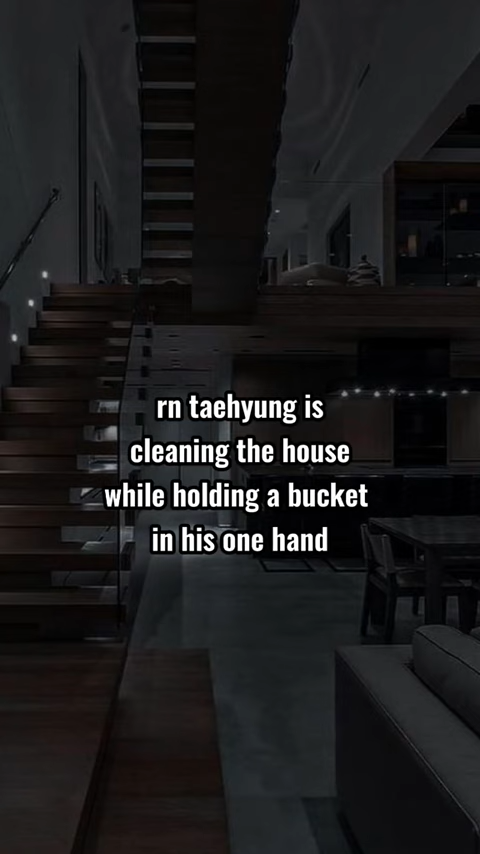 rn taehyung is
cleaning the house
while holding a bucket
in his one hand